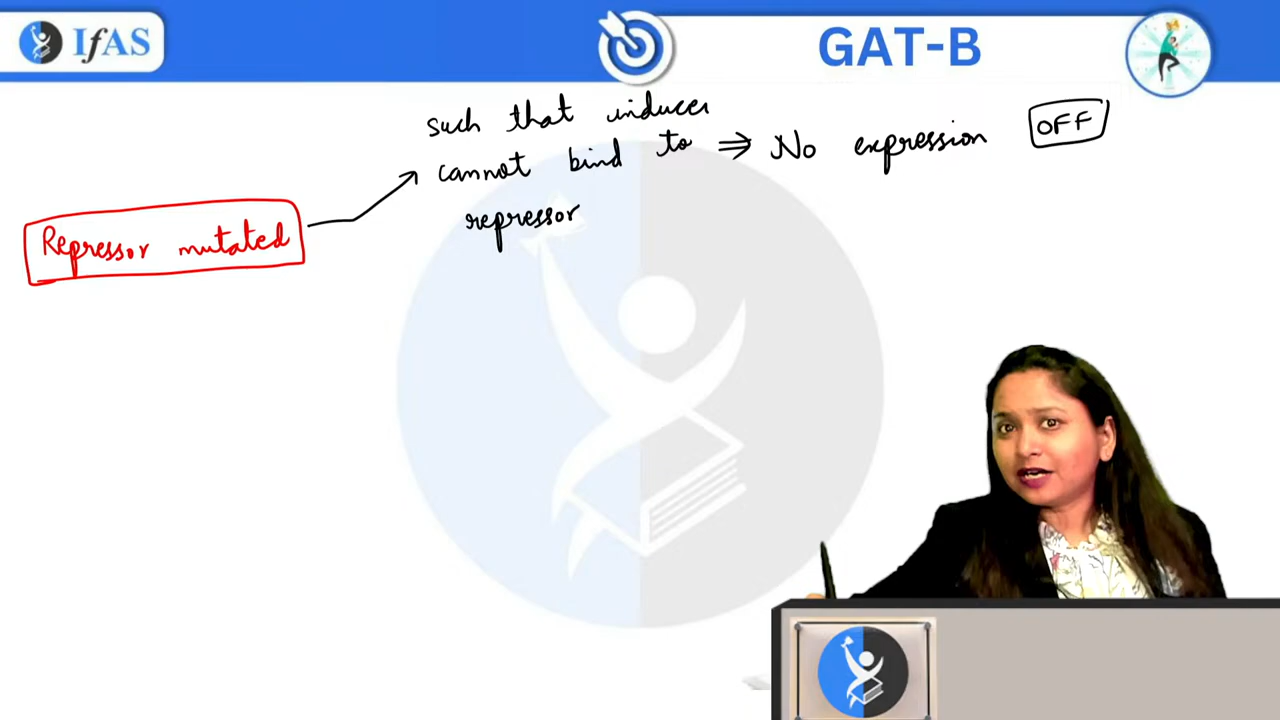 IfAS
GAT-B
such that inducer
cannot bind to ⇒ No expression OFF
repressor
Repressor mutated